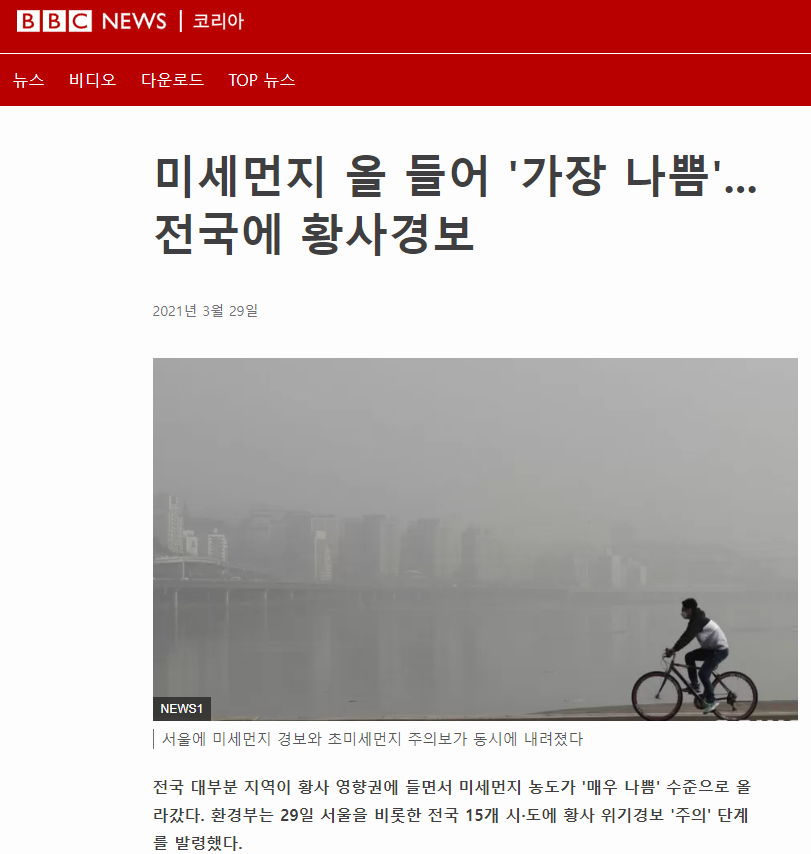 BBC NEWS | 코리아
뉴스 비디오 다운로드 TOP 뉴스
미세먼지 올 들어 '가장 나쁨'...
전국에 황사경보
2021년 3월 29일
NEWS1
서울에 미세먼지 경보와 초미세먼지 주의보가 동시에 내려졌다
전국 대부분 지역이 황사 영향권에 들면서 미세먼지 농도가 '매우 나쁨' 수준으로 올
라갔다. 환경부는 29일 서울을 비롯한 전국 15개 시·도에 황사 위기경보 '주의' 단계
를 발령했다.